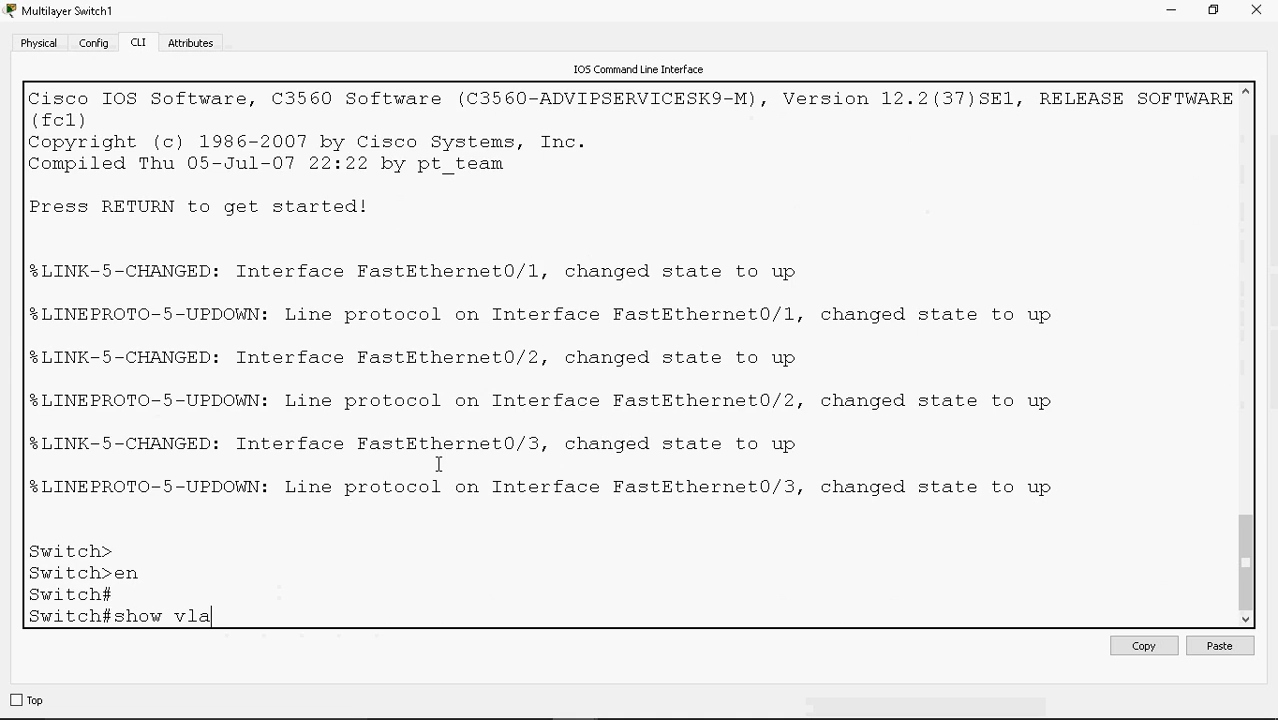 Multilayer Switch1
Physical Config CLI Attributes
IOS Command Line Interface
Cisco IOS Software, C3560 Software (C3560-ADVIPSERVICESK9-M), Version 12.2(37)SE1, RELEASE SOFTWARE
(fc1)
Copyright (c) 1986-2007 by Cisco Systems, Inc.
Compiled Thu 05-Jul-07 22:22 by pt_team
Press RETURN to get started!
%LINK-5-CHANGED: Interface FastEthernet0/1, changed state to up
%LINEPROTO-5-UPDOWN: Line protocol on Interface FastEthernet0/1, changed state to up
%LINK-5-CHANGED: Interface FastEthernet0/2, changed state to up
%LINEPROTO-5-UPDOWN: Line protocol on Interface FastEthernet0/2, changed state to up
%LINK-5-CHANGED: Interface FastEthernet0/3, changed state to up
%LINEPROTO-5-UPDOWN: Line protocol on Interface FastEthernet0/3, changed state to up
Switch>
Switch>en
Switch#
Switch#show vla
Copy Paste
Top